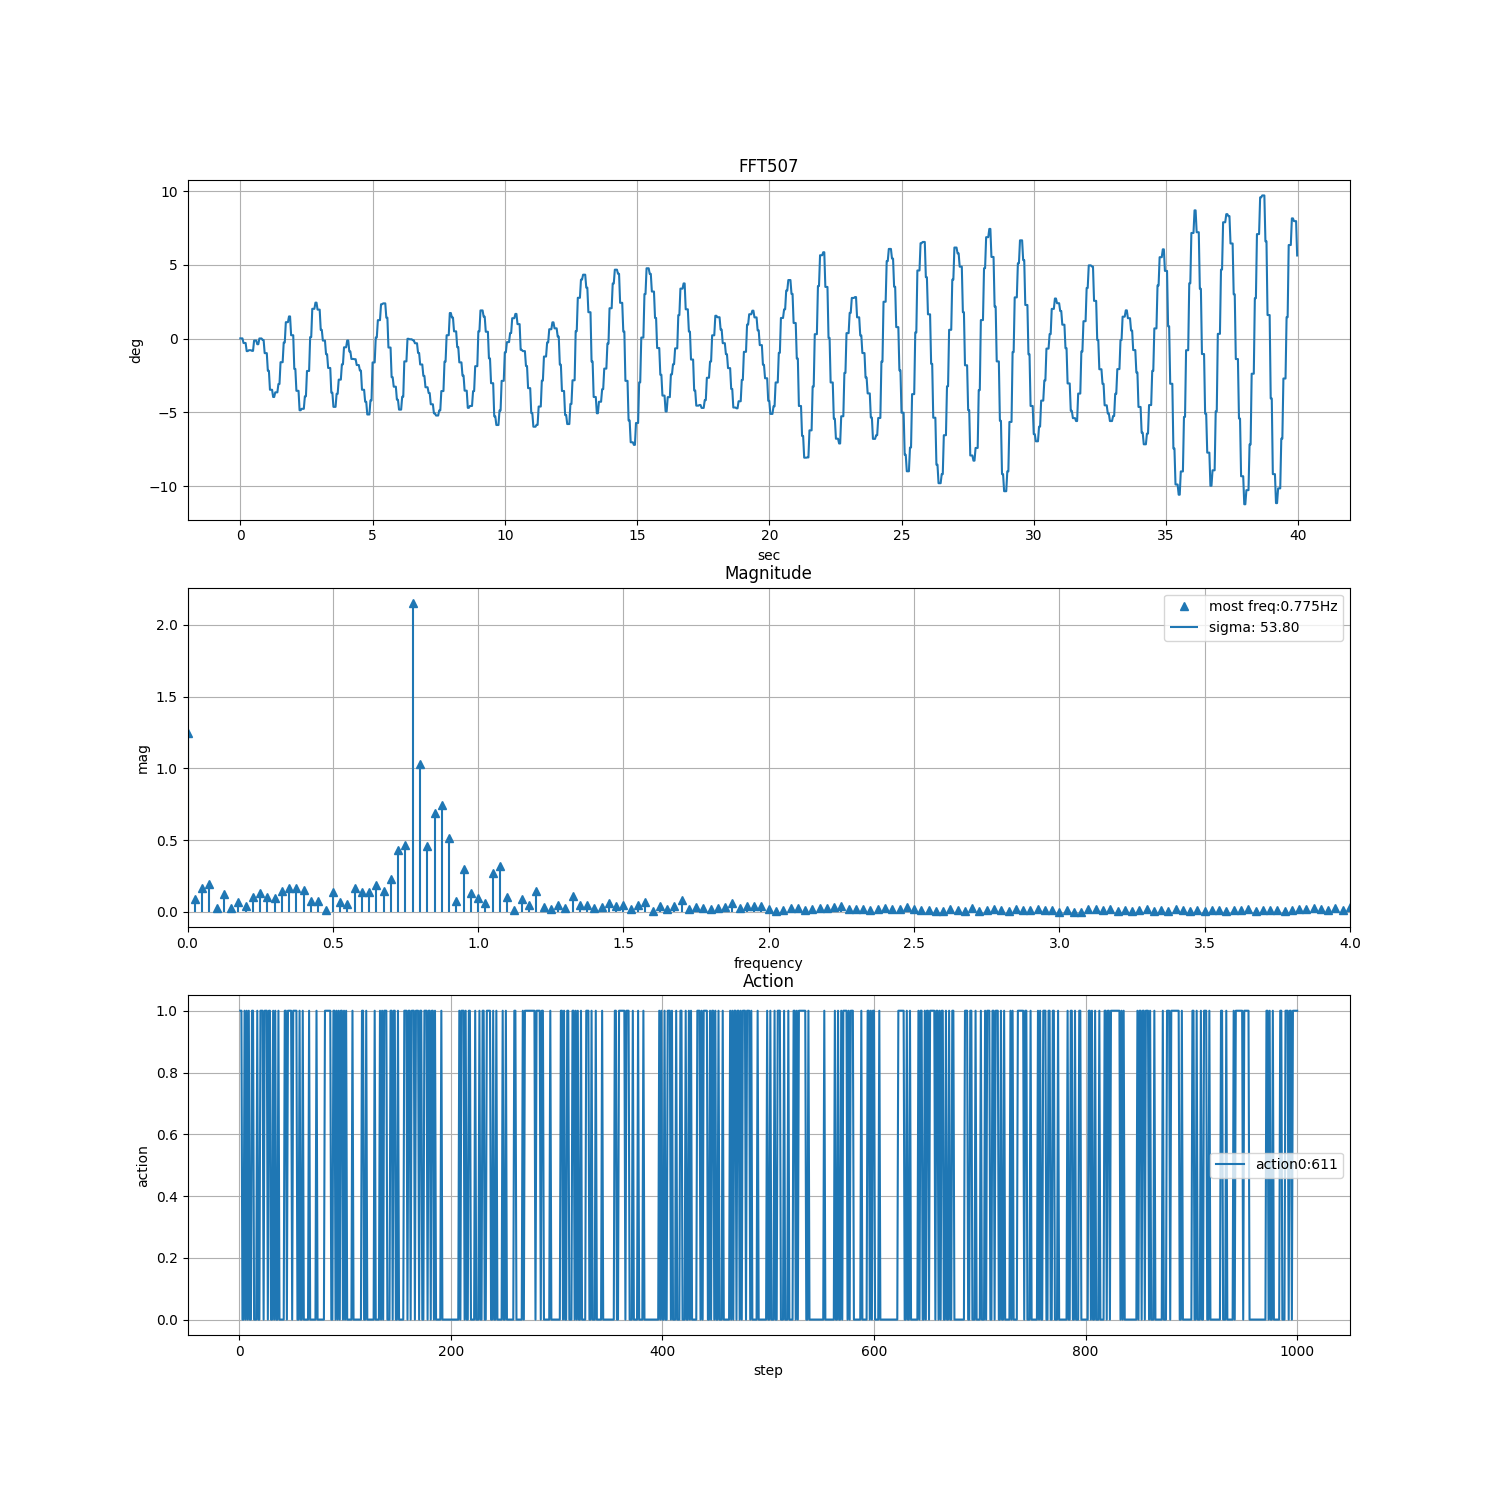 FFT507
10
5
0
−5
−10
deg
0 5 10 15 20 25 30 35 40
sec
Magnitude
2.0
1.5
1.0
0.5
0.0
mag
most freq:0.775Hz
sigma: 53.80
0.0 0.5 1.0 1.5 2.0 2.5 3.0 3.5 4.0
frequency
Action
1.0
0.8
0.6
0.4
0.2
0.0
action
action0:611
0 200 400 600 800 1000
step